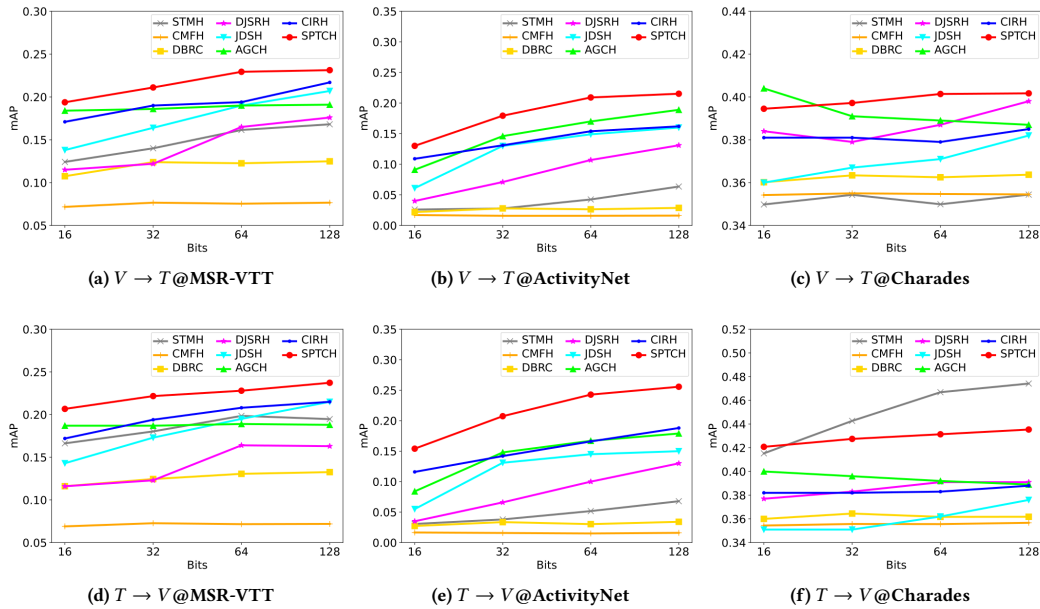 0.30
0.25
0.20
0.15
0.10
0.05
mAP
STMH
CMFH
DBRC
DJSRH
JDSH
AGCH
CIRH
SPTCH
16 32 64 128
Bits
(a) V → T@MSR-VTT
0.35
0.30
0.25
0.20
0.15
0.10
0.05
0.00
mAP
STMH
CMFH
DBRC
DJSRH
JDSH
AGCH
CIRH
SPTCH
16 32 64 128
Bits
(b) V → T@ActivityNet
0.44
0.42
0.40
0.38
0.36
0.34
mAP
STMH
CMFH
DBRC
DJSRH
JDSH
AGCH
CIRH
SPTCH
16 32 64 128
Bits
(c) V → T@Charades
0.30
0.25
0.20
0.15
0.10
0.05
mAP
STMH
CMFH
DBRC
DJSRH
JDSH
AGCH
CIRH
SPTCH
16 32 64 128
Bits
(d) T → V@MSR-VTT
0.35
0.30
0.25
0.20
0.15
0.10
0.05
0.00
mAP
STMH
CMFH
DBRC
DJSRH
JDSH
AGCH
CIRH
SPTCH
16 32 64 128
Bits
(e) T → V@ActivityNet
0.52
0.50
0.48
0.46
0.44
0.42
0.40
0.38
0.36
0.34
mAP
STMH
CMFH
DBRC
DJSRH
JDSH
AGCH
CIRH
SPTCH
16 32 64 128
Bits
(f) T → V@Charades